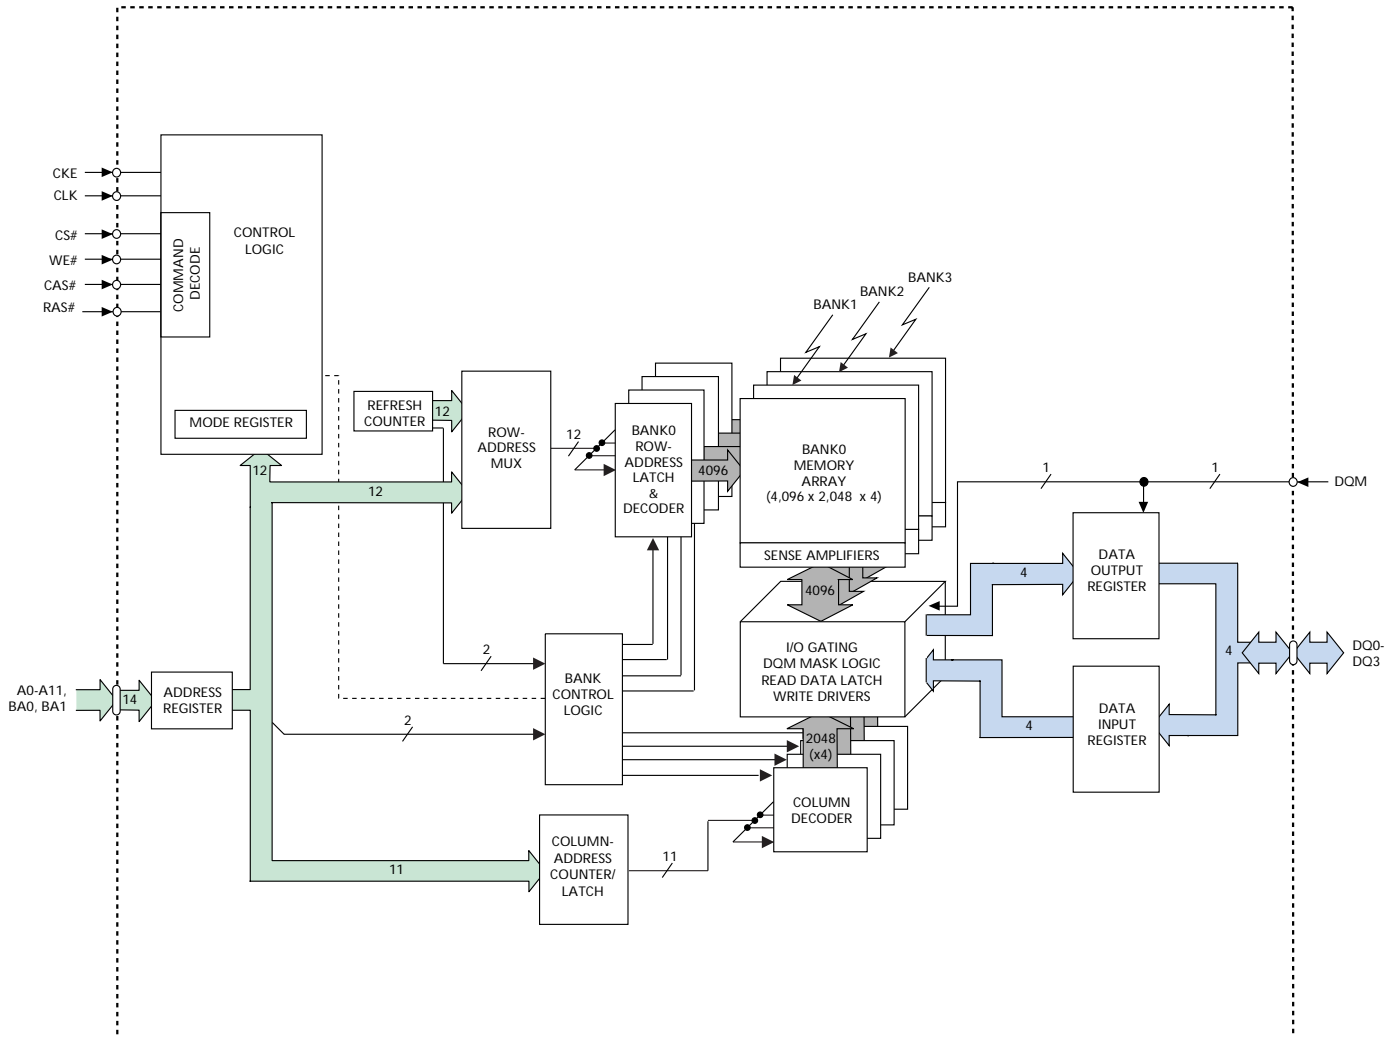 CKE
CLK
CS#
WE#
CAS#
RAS#
COMMAND
DECODE
CONTROL
LOGIC
MODE REGISTER
12
12
REFRESH
COUNTER
12
ROW-
ADDRESS
MUX
12
BANK0
ROW-
ADDRESS
LATCH
&
DECODER
4096
BANK1
BANK2
BANK3
BANK0
MEMORY
ARRAY
(4,096 x 2,048 x 4)
SENSE AMPLIFIERS
4096
I/O GATING
DQM MASK LOGIC
READ DATA LATCH
WRITE DRIVERS
2048
(x4)
COLUMN
DECODER
1
1
DQM
DATA
OUTPUT
REGISTER
4
4
DQ0-
DQ3
DATA
INPUT
REGISTER
4
A0-A11,
BA0, BA1
14
ADDRESS
REGISTER
2
2
BANK
CONTROL
LOGIC
11
COLUMN-
ADDRESS
COUNTER/
LATCH
11